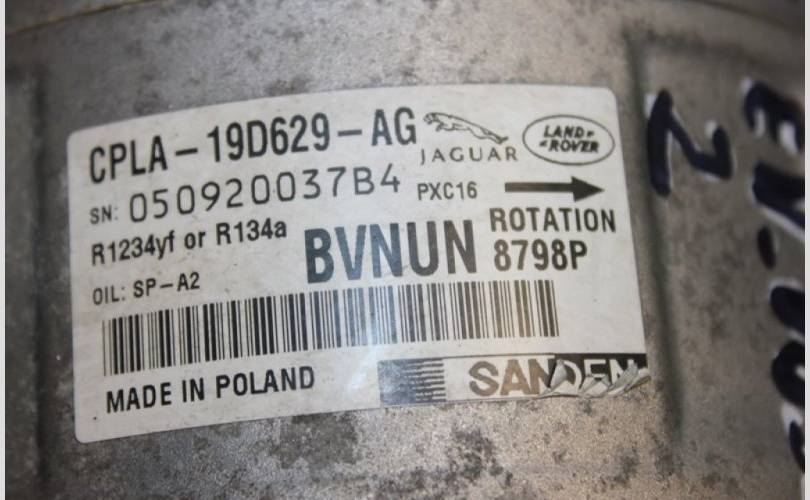 CPLA-19D629-AG
JAGUAR
LAND ROVER
SN: 050920037B4 PXC16
R1234yf or R134a
BVNUN
ROTATION
8798P
OIL: SP-A2
MADE IN POLAND
SANDEN
2